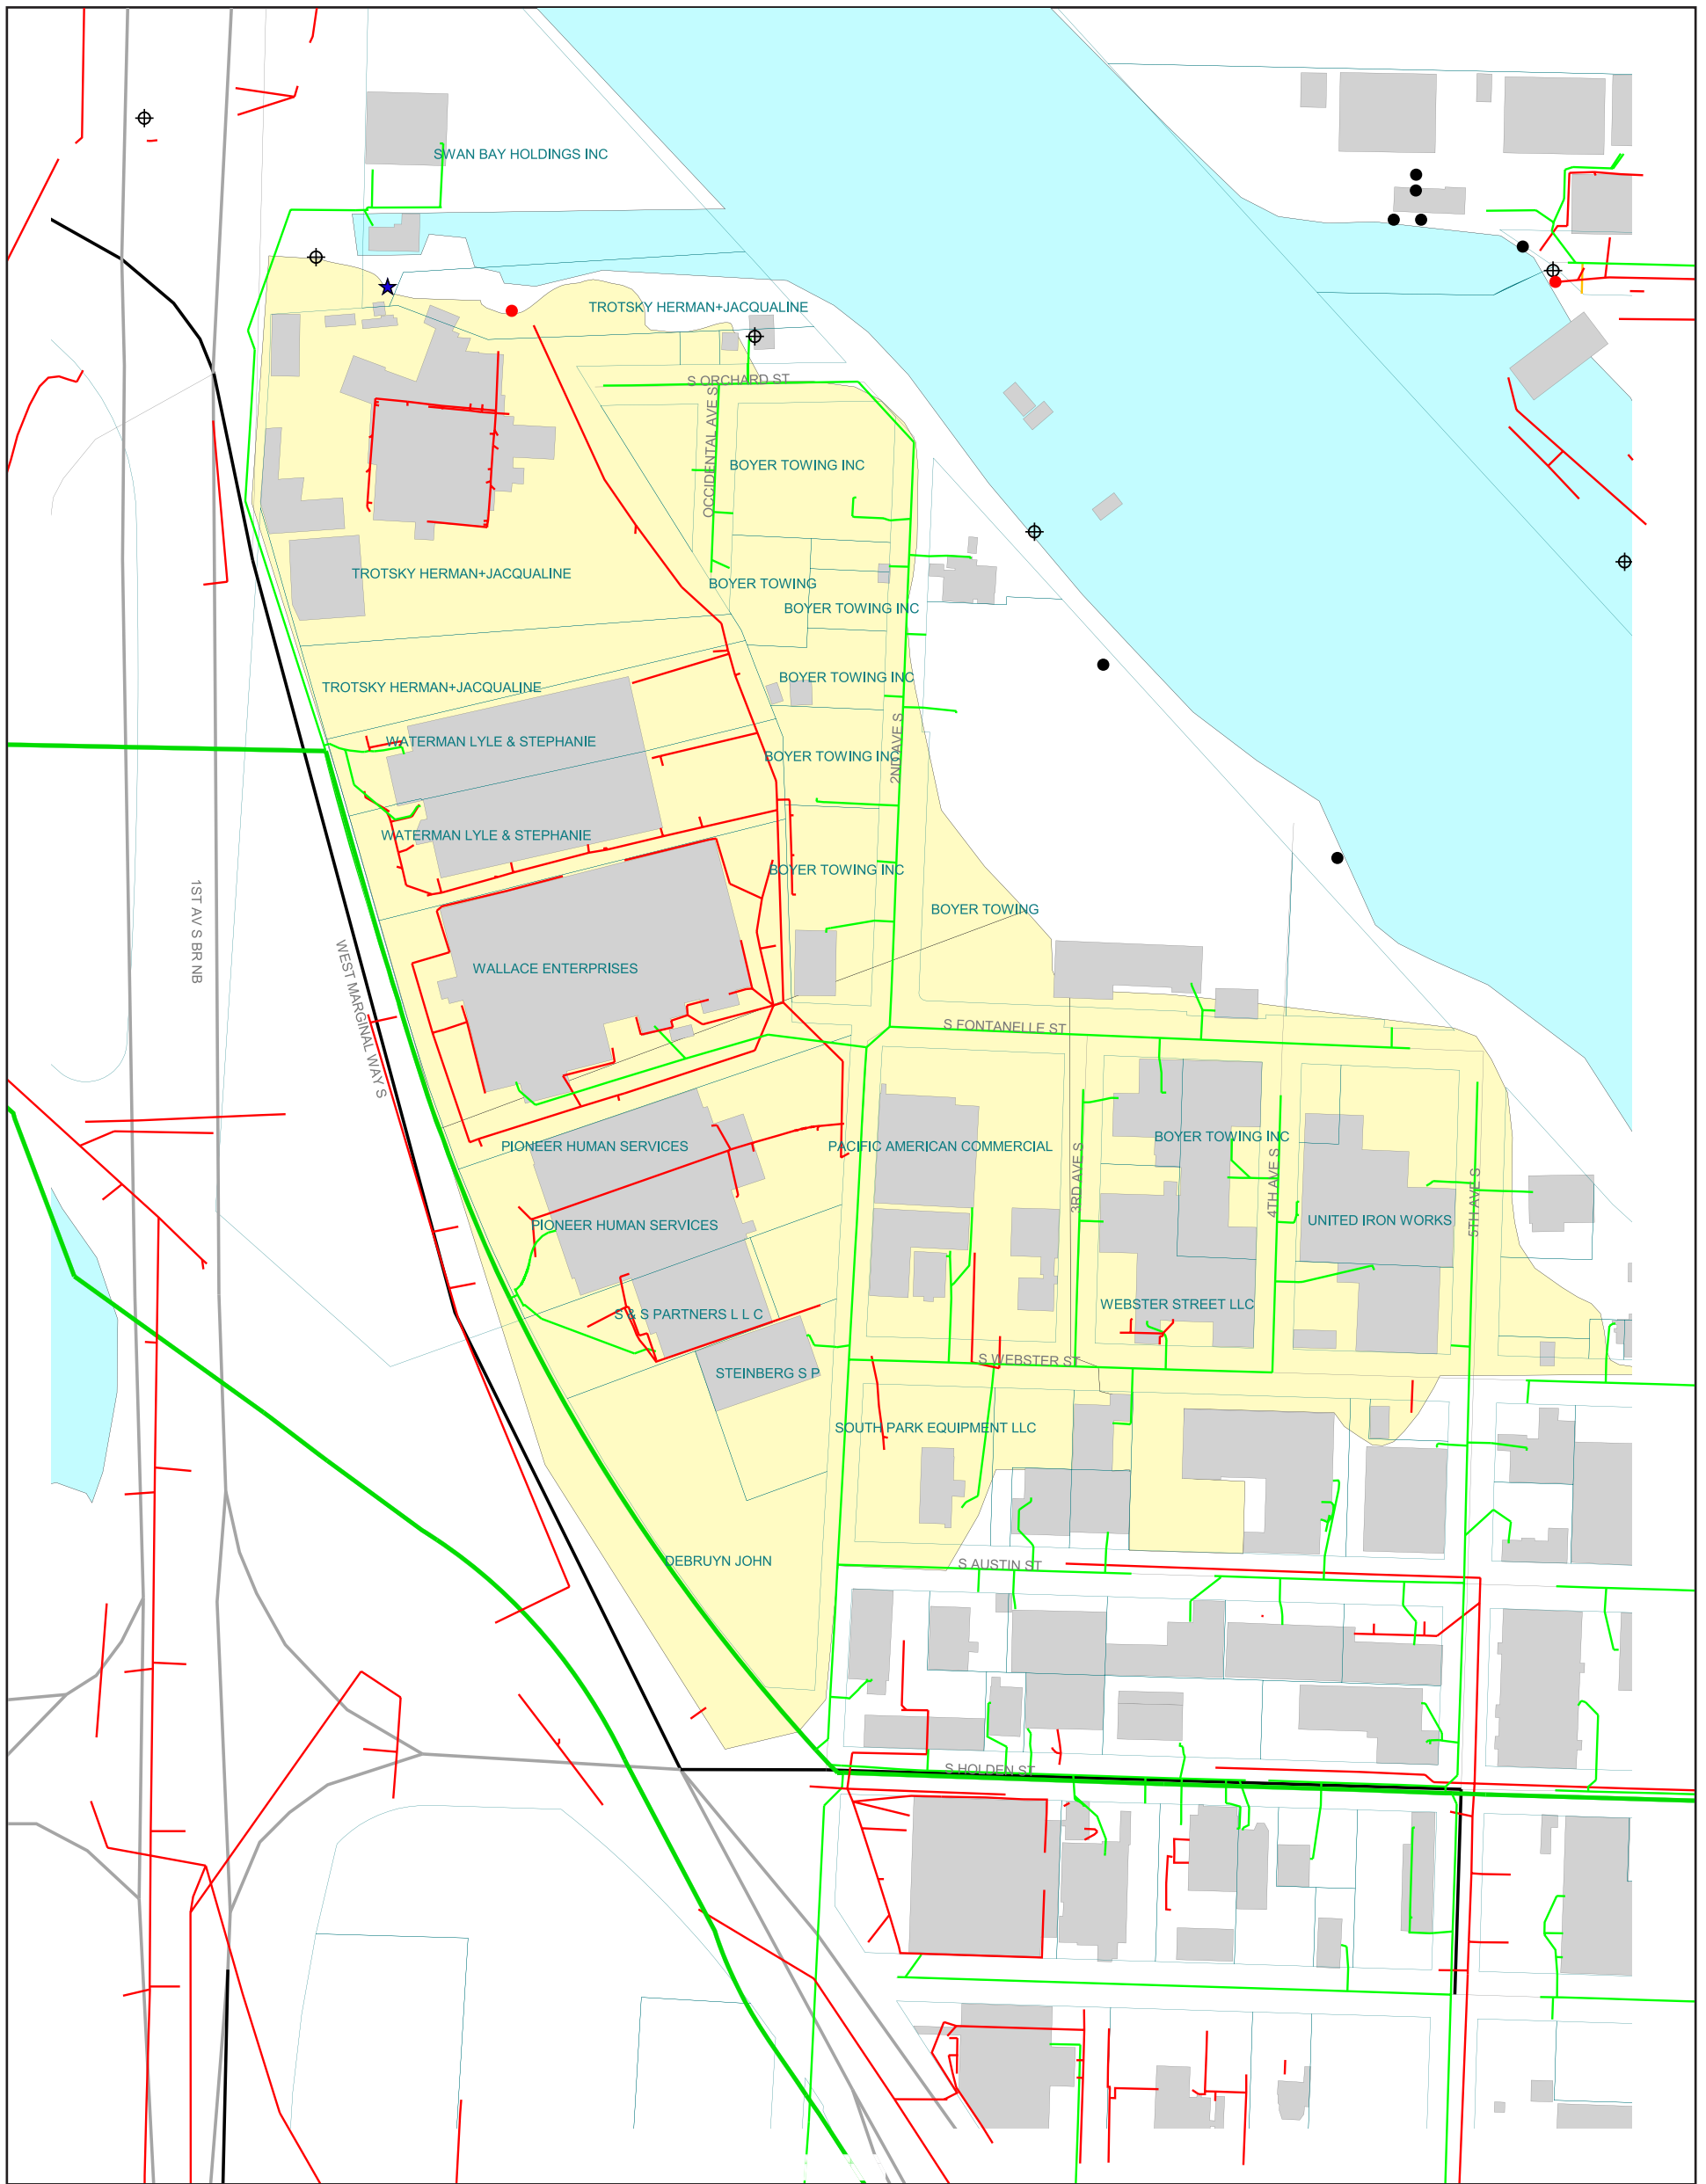 SWAN BAY HOLDINGS INC
TROTSKY HERMAN+JACQUALINE
S ORCHARD ST
OCCIDENTAL AVE S
BOYER TOWING INC
TROTSKY HERMAN+JACQUALINE
BOYER TOWING
BOYER TOWING INC
TROTSKY HERMAN+JACQUALINE
BOYER TOWING INC
WATERMAN LYLE & STEPHANIE
BOYER TOWING INC
2ND AVE S
WATERMAN LYLE & STEPHANIE
BOYER TOWING INC
1ST AV S BR NB
BOYER TOWING
WALLACE ENTERPRISES
WEST MARGINAL WAY S
S FONTANELLE ST
PIONEER HUMAN SERVICES
PACIFIC AMERICAN COMMERCIAL
BOYER TOWING INC
3RD AVE S
4TH AVE S
5TH AVE S
PIONEER HUMAN SERVICES
UNITED IRON WORKS
S & S PARTNERS L L C
WEBSTER STREET LLC
S WEBSTER ST
STEINBERG S P
SOUTH PARK EQUIPMENT LLC
DEBRUYN JOHN
S AUSTIN ST
S HOLDEN ST